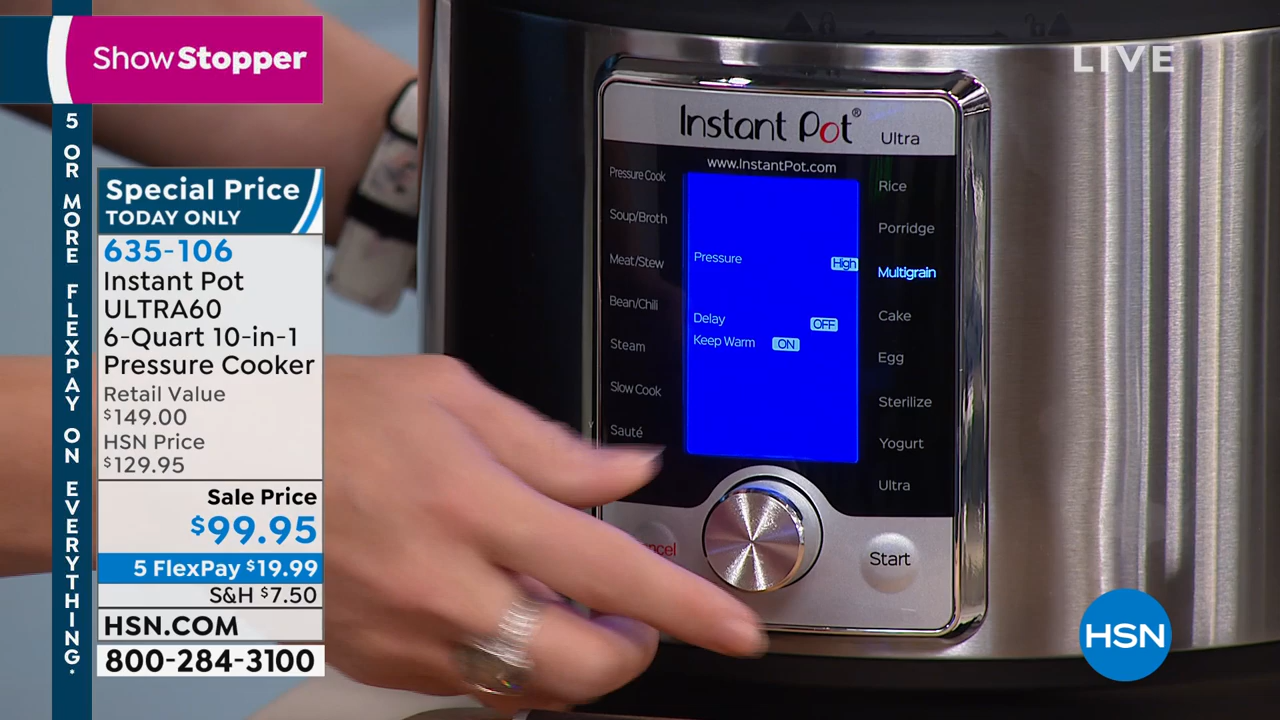 ShowStopper
LIVE
5 OR MORE FLEXPAY ON EVERYTHING.
Special Price
TODAY ONLY
635-106
Instant Pot
ULTRA60
6-Quart 10-in-1
Pressure Cooker
Retail Value
$149.00
HSN Price
$129.95
Sale Price
$99.95
5 FlexPay $19.99
S&H $7.50
HSN.COM
800-284-3100
Instant Pot® Ultra
www.InstantPot.com
Pressure Cook
Soup/Broth
Meat/Stew
Bean/Chili
Steam
Slow Cook
Sauté
Pressure High
Delay OFF
Keep Warm ON
Rice
Porridge
Multigrain
Cake
Egg
Sterilize
Yogurt
Ultra
Start
HSN